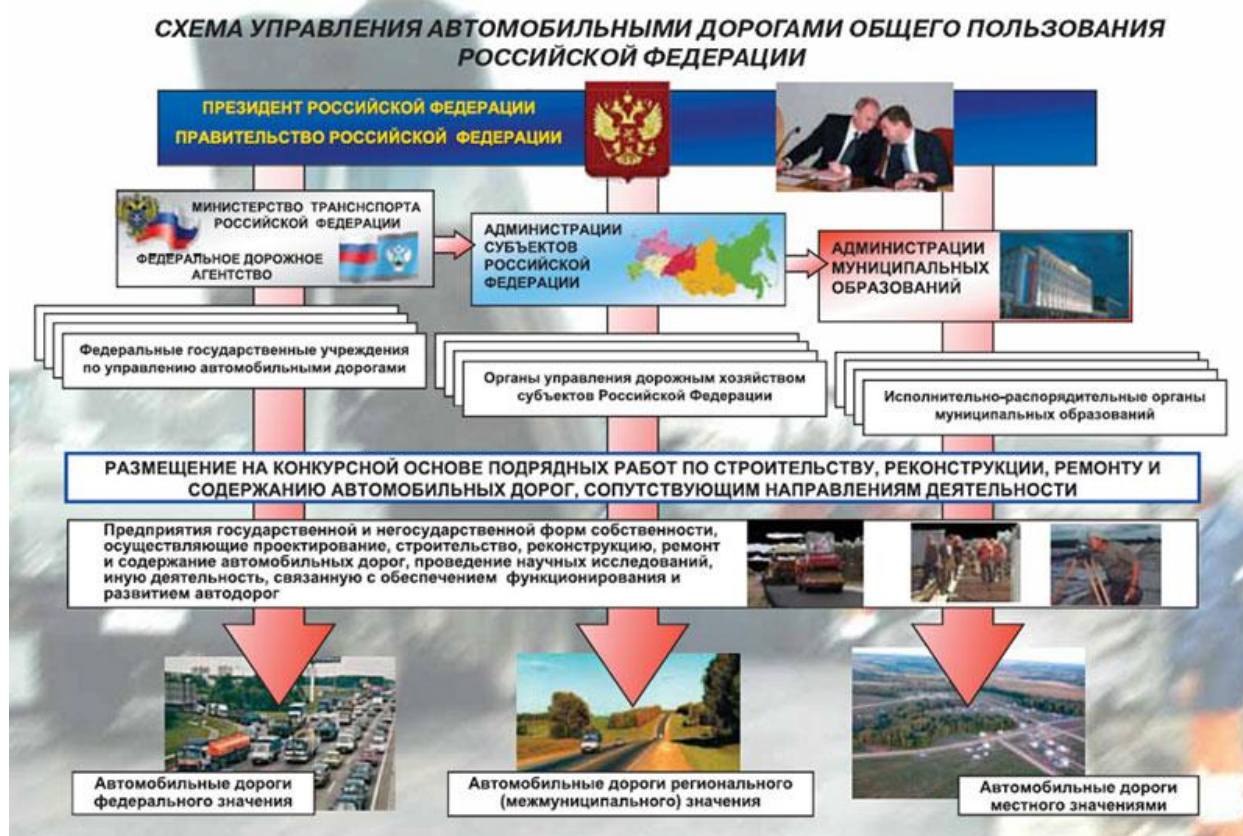 СХЕМА УПРАВЛЕНИЯ АВТОМОБИЛЬНЫМИ ДОРОГАМИ ОБЩЕГО ПОЛЬЗОВАНИЯ
РОССИЙСКОЙ ФЕДЕРАЦИИ
ПРЕЗИДЕНТ РОССИЙСКОЙ ФЕДЕРАЦИИ
ПРАВИТЕЛЬСТВО РОССИЙСКОЙ ФЕДЕРАЦИИ
МИНИСТЕРСТВО ТРАНСНСПОРТА
РОССИЙСКОЙ ФЕДЕРАЦИИ
ФЕДЕРАЛЬНОЕ ДОРОЖНОЕ
АГЕНТСТВО
АДМИНИСТРАЦИИ
СУБЪЕКТОВ
РОССИЙСКОЙ
ФЕДЕРАЦИИ
АДМИНИСТРАЦИИ
МУНИЦИПАЛЬНЫХ
ОБРАЗОВАНИЙ
Федеральные государственные учреждения
по управлению автомобильными дорогами
Органы управления дорожным хозяйством
субъектов Российской Федерации
Исполнительно-распорядительные органы
муниципальных образований
РАЗМЕЩЕНИЕ НА КОНКУРСНОЙ ОСНОВЕ ПОДРЯДНЫХ РАБОТ ПО СТРОИТЕЛЬСТВУ, РЕКОНСТРУКЦИИ, РЕМОНТУ И
СОДЕРЖАНИЮ АВТОМОБИЛЬНЫХ ДОРОГ, СОПУТСТВУЮЩИМ НАПРАВЛЕНИЯМ ДЕЯТЕЛЬНОСТИ
Предприятия государственной и негосударственной форм собственности,
осуществляющие проектирование, строительство, реконструкцию, ремонт
и содержание автомобильных дорог, проведение научных исследований,
иную деятельность, связанную с обеспечением функционирования и
развитием автодорог
Автомобильные дороги
федерального значения
Автомобильные дороги регионального
(межмуниципального) значения
Автомобильные дороги
местного значениями